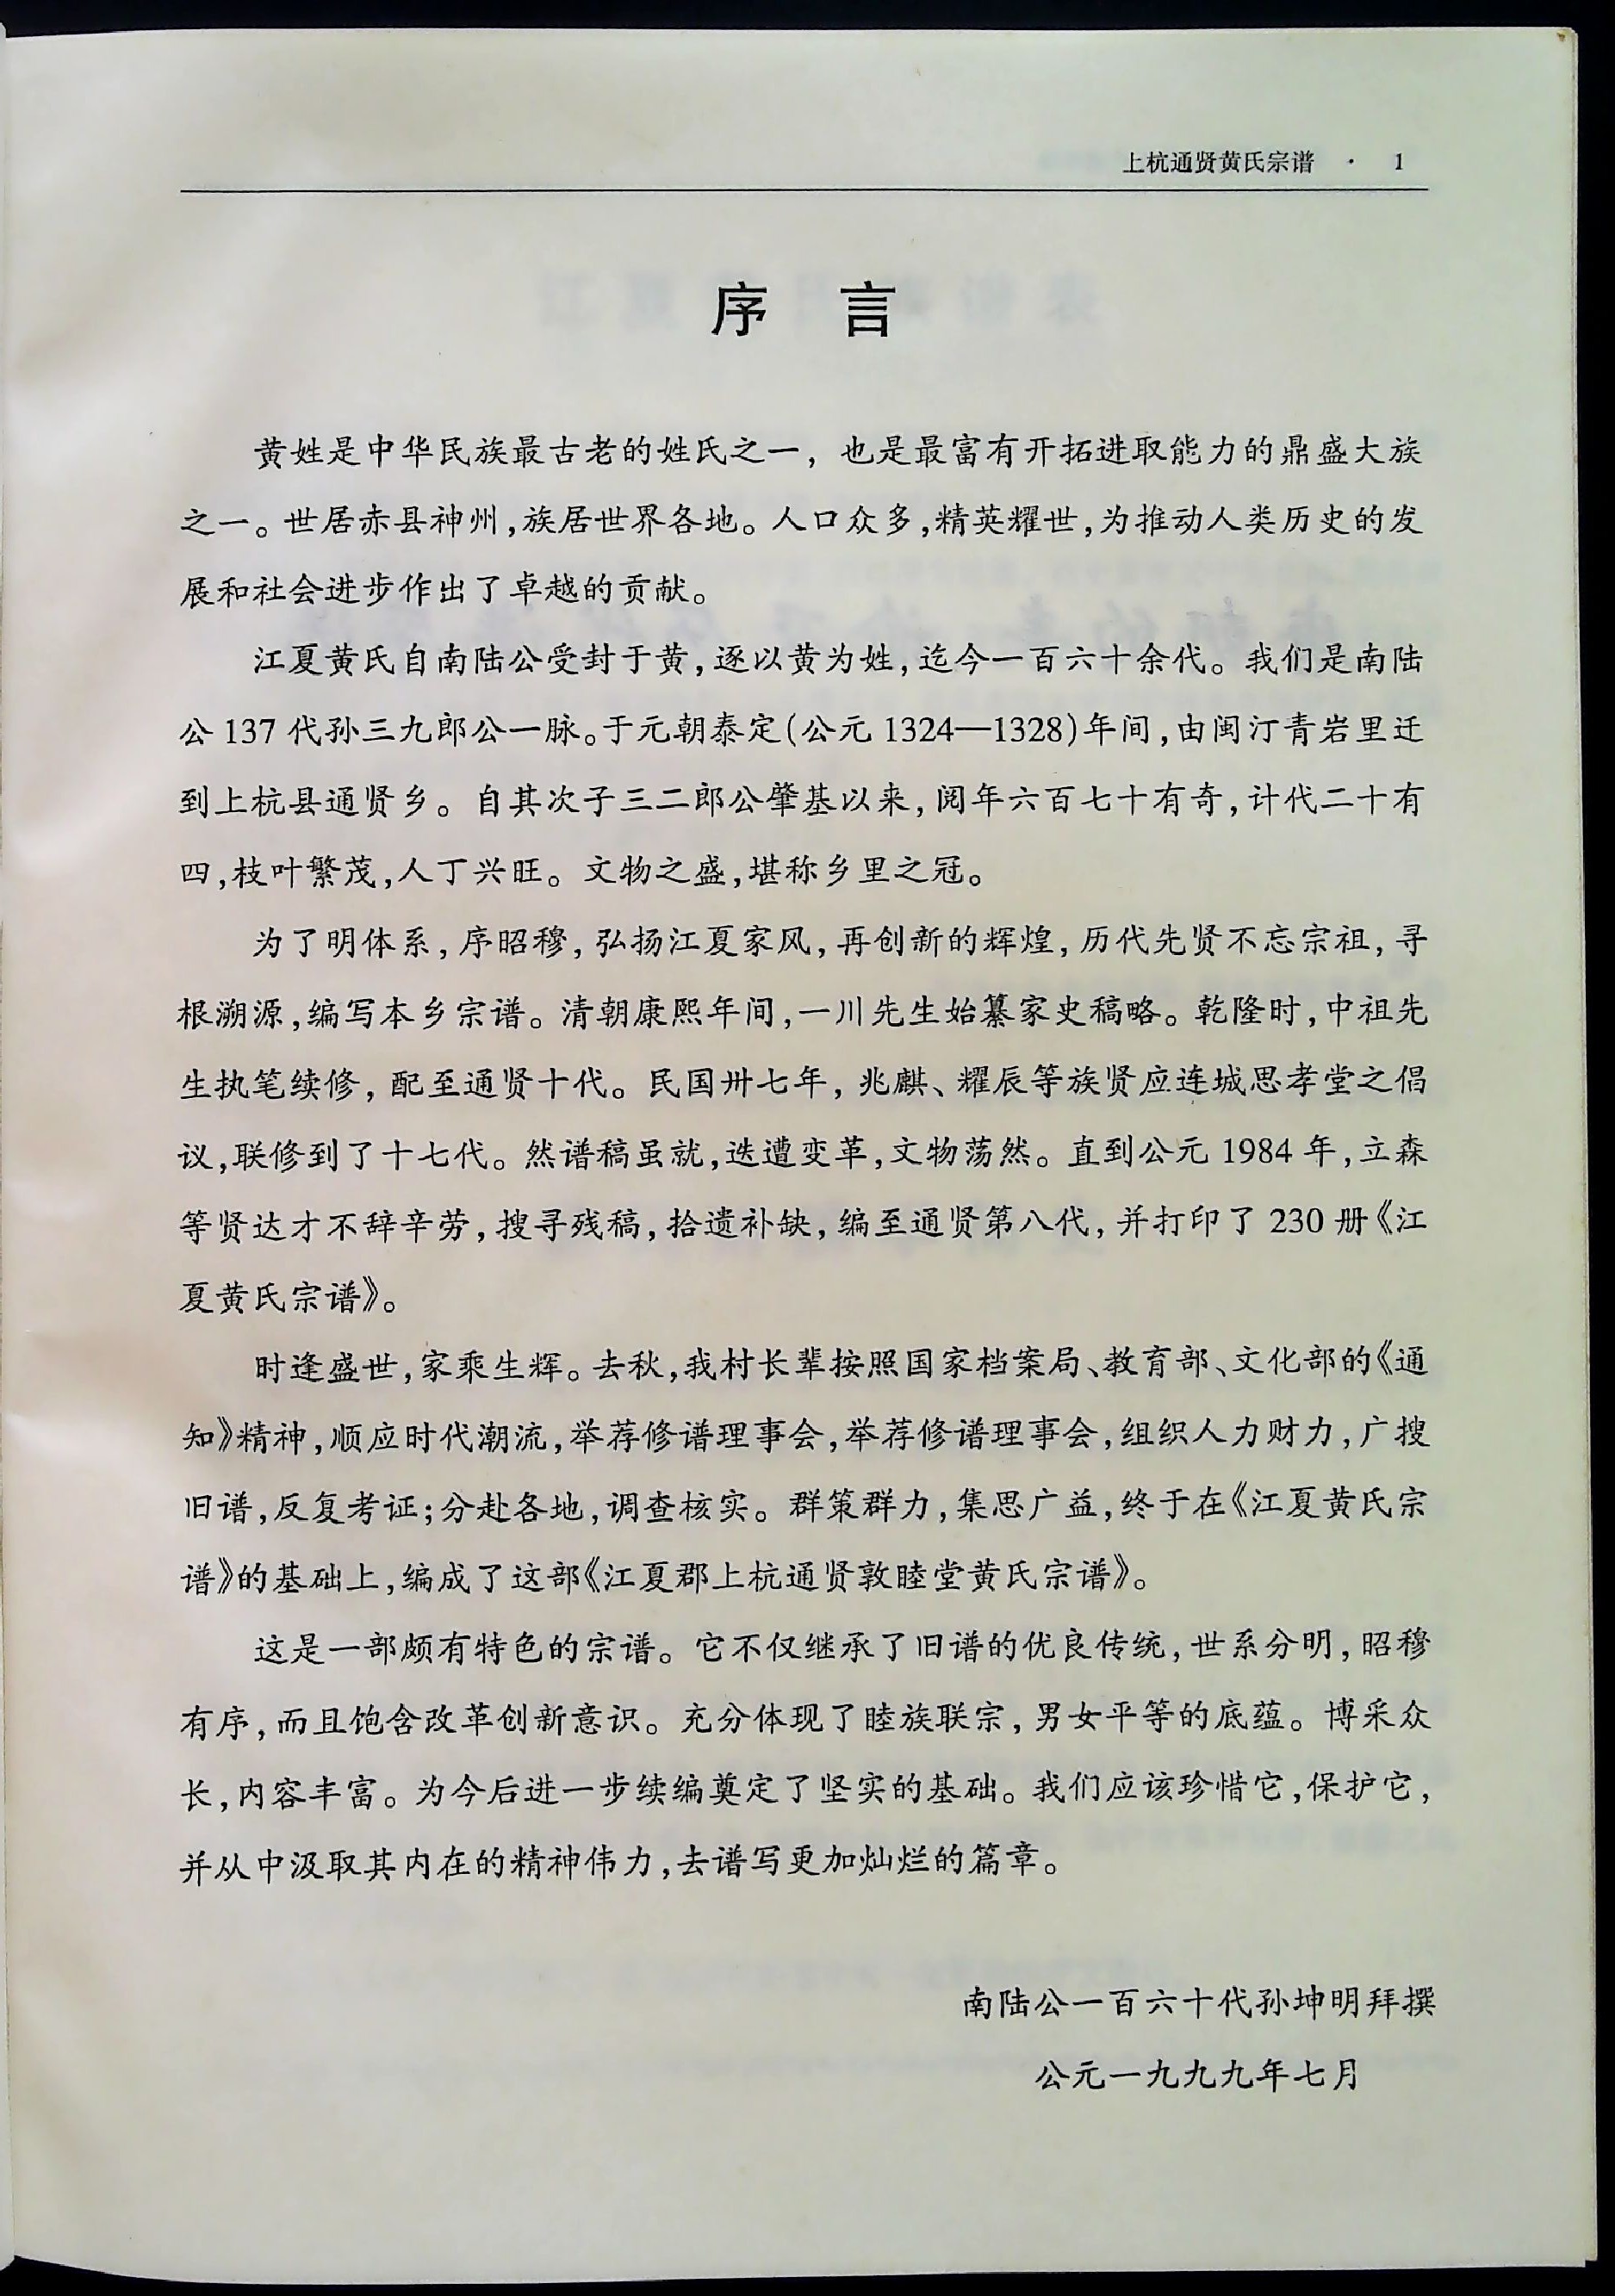 上杭通贤黄氏宗谱 · 1
序 言
黄姓是中华民族最古老的姓氏之一，也是最富有开拓进取能力的鼎盛大族
之一。世居赤县神州，族居世界各地。人口众多，精英耀世，为推动人类历史的发
展和社会进步作出了卓越的贡献。
江夏黄氏自南陆公受封于黄，逐以黄为姓，迄今一百六十余代。我们是南陆
公 137 代孙三九郎公一脉。于元朝泰定(公元 1324—1328)年间，由闽汀青岩里迁
到上杭县通贤乡。自其次子三二郎公肇基以来，阅年六百七十有奇，计代二十有
四，枝叶繁茂，人丁兴旺。文物之盛，堪称乡里之冠。
为了明体系，序昭穆，弘扬江夏家风，再创新的辉煌，历代先贤不忘宗祖，寻
根溯源，编写本乡宗谱。清朝康熙年间，一川先生始纂家史稿略。乾隆时，中祖先
生执笔续修，配至通贤十代。民国卅七年，兆麒、耀辰等族贤应连城思孝堂之倡
议，联修到了十七代。然谱稿虽就，迭遭变革，文物荡然。直到公元 1984 年，立森
等贤达才不辞辛劳，搜寻残稿，拾遗补缺，编至通贤第八代，并打印了 230 册《江
夏黄氏宗谱》。
时逢盛世，家乘生辉。去秋，我村长辈按照国家档案局、教育部、文化部的《通
知》精神，顺应时代潮流，举荐修谱理事会，举荐修谱理事会，组织人力财力，广搜
旧谱，反复考证；分赴各地，调查核实。群策群力，集思广益，终于在《江夏黄氏宗
谱》的基础上，编成了这部《江夏郡上杭通贤敦睦堂黄氏宗谱》。
这是一部颇有特色的宗谱。它不仅继承了旧谱的优良传统，世系分明，昭穆
有序，而且饱含改革创新意识。充分体现了睦族联宗，男女平等的底蕴。博采众
长，内容丰富。为今后进一步续编奠定了坚实的基础。我们应该珍惜它，保护它，
并从中汲取其内在的精神伟力，去谱写更加灿烂的篇章。
南陆公一百六十代孙坤明拜撰
公元一九九九年七月